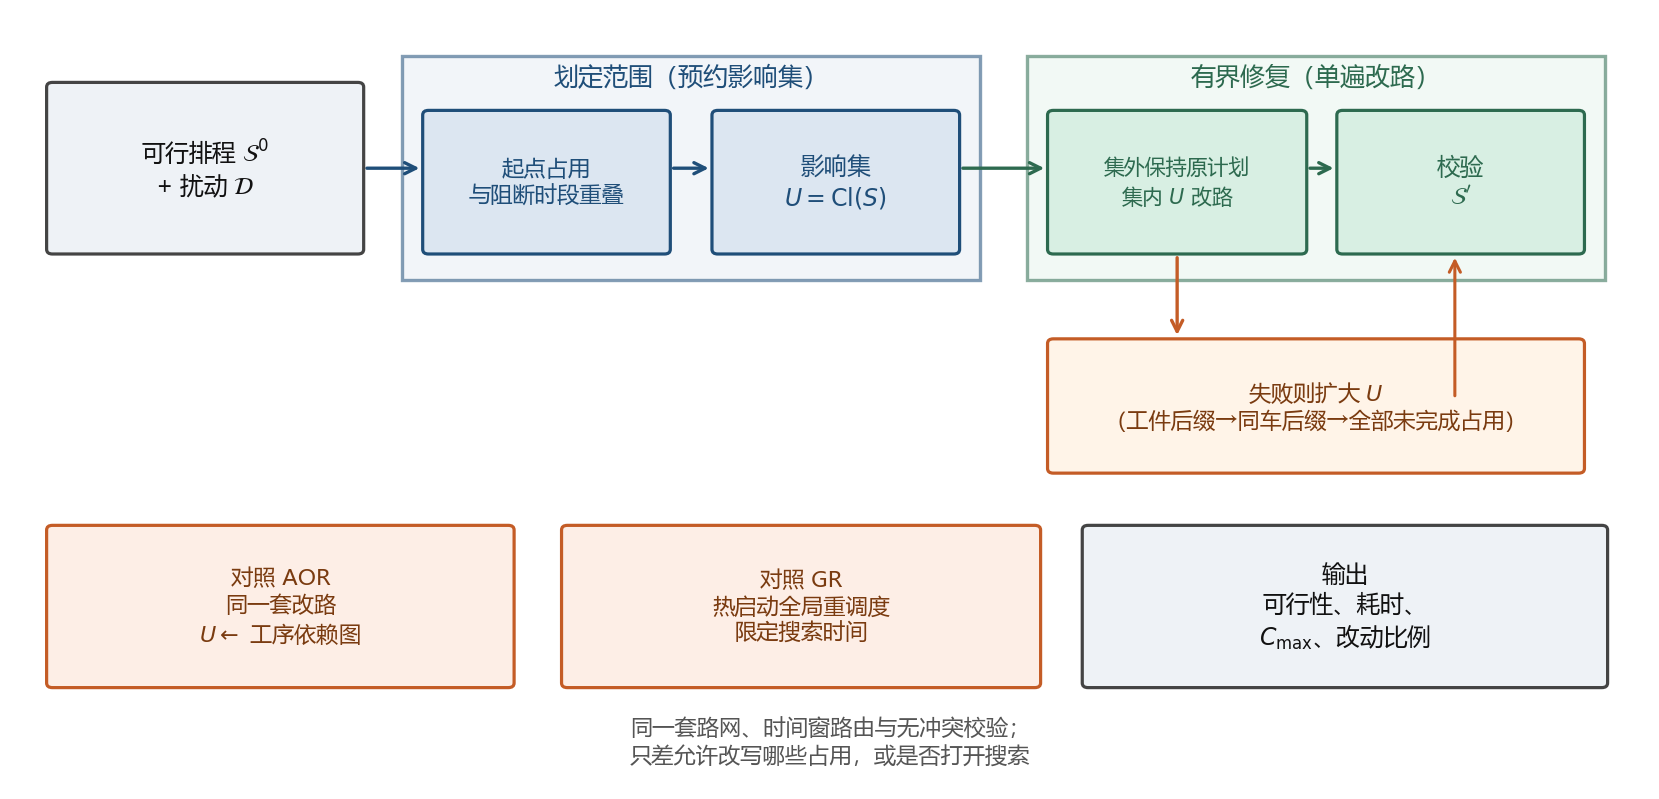 可行排程 𝒮⁰
+ 扰动 𝒟
划定范围（预约影响集）
起点占用
与阻断时段重叠
影响集
U = Cl(S)
有界修复（单遍改路）
集外保持原计划
集内 U 改路
校验
𝒮′
失败则扩大 U
（工件后缀→同车后缀→全部未完成占用）
对照 AOR
同一套改路
U ← 工序依赖图
对照 GR
热启动全局重调度
限定搜索时间
输出
可行性、耗时、
C_max、改动比例
同一套路网、时间窗路由与无冲突校验；
只差允许改写哪些占用，或是否打开搜索